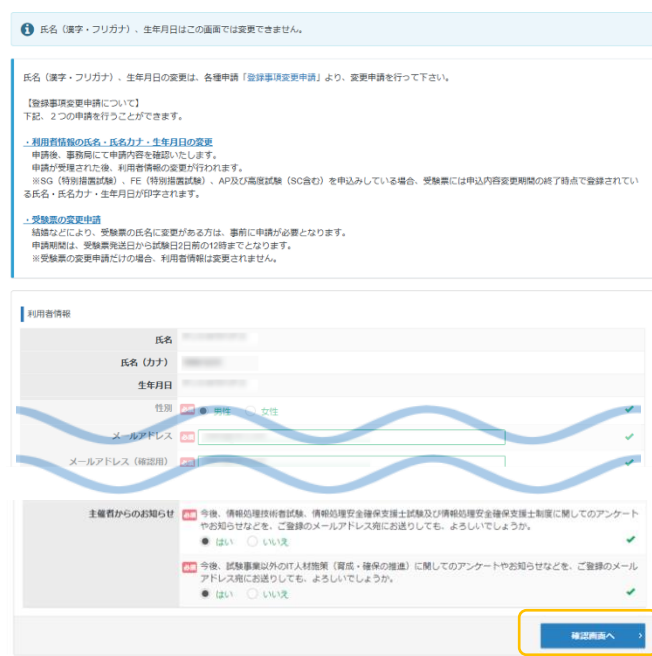 氏名（漢字・フリガナ）、生年月日はこの画面では変更できません。
氏名（漢字・フリガナ）、生年月日の変更は、各種申請「登録事項変更申請」より、変更申請を行って下さい。
【登録事項変更申請について】
下記、２つの申請を行うことができます。
・利用者情報の氏名・氏名カナ・生年月日の変更
申請後、事務局にて申請内容を確認いたします。
申請が受理された後、利用者情報の変更が行われます。
※SG（特別措置試験）、FE（特別措置試験）、AP及び高度試験（SC含む）を申込みしている場合、受験票には申込内容変更期間の終了時点で登録されてい
る氏名・氏名カナ・生年月日が印字されます。
・受験票の変更申請
結婚などにより、受験票の氏名に変更がある方は、事前に申請が必要となります。
申請期間は、受験票発送日から試験日2日前の12時までとなります。
※受験票の変更申請だけの場合、利用者情報は変更されません。
利用者情報
氏名
氏名（カナ）
生年月日
性別 必須 男性 女性
メールアドレス 必須
メールアドレス（確認用） 必須
主催者からのお知らせ 必須 今後、情報処理技術者試験、情報処理安全確保支援士試験及び情報処理安全確保支援士制度に関してのアンケート
やお知らせなどを、ご登録のメールアドレス宛にお送りしても、よろしいでしょうか。
はい いいえ
必須 今後、試験事業以外のIT人材施策（育成・確保の推進）に関してのアンケートやお知らせなどを、ご登録のメール
アドレス宛にお送りしても、よろしいでしょうか。
はい いいえ
確認画面へ